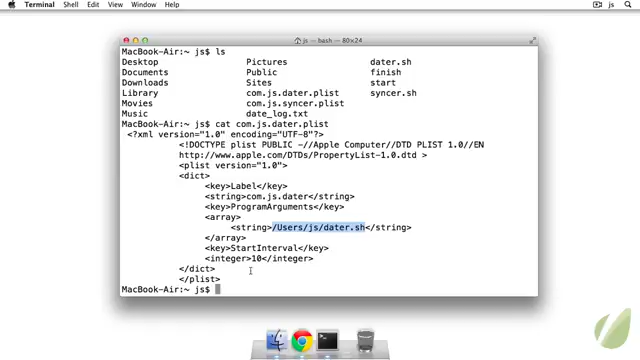 Terminal Shell Edit View Window Help js
js — bash — 80×24
MacBook-Air:~ js$ ls
Desktop Pictures dater.sh
Documents Public finish
Downloads Sites start
Library com.js.dater.plist syncer.sh
Movies com.js.syncer.plist
Music date_log.txt
MacBook-Air:~ js$ cat com.js.dater.plist
<?xml version="1.0" encoding="UTF-8"?>
<!DOCTYPE plist PUBLIC -//Apple Computer//DTD PLIST 1.0//EN
http://www.apple.com/DTDs/PropertyList-1.0.dtd >
<plist version="1.0">
<dict>
<key>Label</key>
<string>com.js.dater</string>
<key>ProgramArguments</key>
<array>
<string>/Users/js/dater.sh</string>
</array>
<key>StartInterval</key>
<integer>10</integer>
</dict>
</plist>
MacBook-Air:~ js$